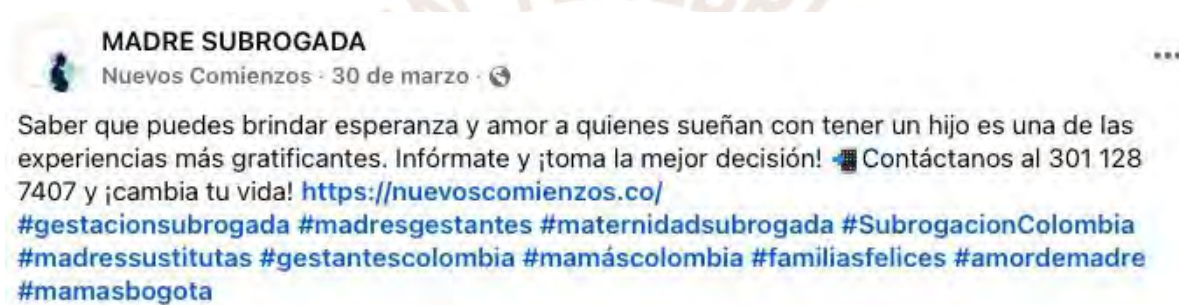 MADRE SUBROGADA
Nuevos Comienzos · 30 de marzo ·
Saber que puedes brindar esperanza y amor a quienes sueñan con tener un hijo es una de las
experiencias más gratificantes. Infórmate y ¡toma la mejor decisión! 📲 Contáctanos al 301 128
7407 y ¡cambia tu vida! https://nuevoscomienzos.co/
#gestacionsubrogada #madresgestantes #maternidadsubrogada #SubrogacionColombia
#madressustitutas #gestantescolombia #mamáscolombia #familiasfelices #amordemadre
#mamasbogota